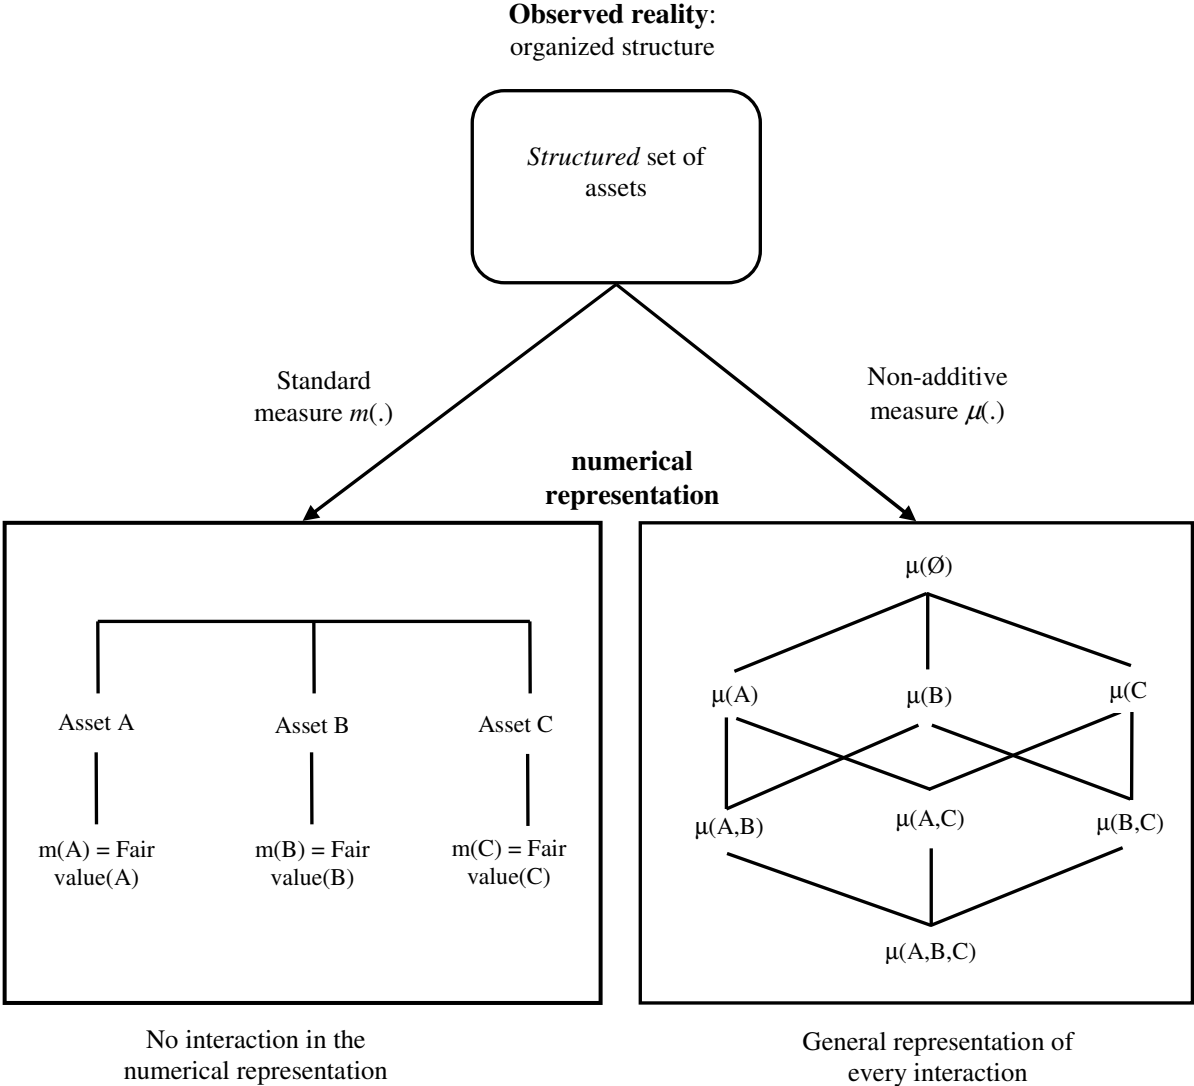 Observed reality:
organized structure
Structured set of
assets
Standard
measure m(.)
Non-additive
measure μ(.)
numerical
representation
Asset A
Asset B
Asset C
m(A) = Fair
value(A)
m(B) = Fair
value(B)
m(C) = Fair
value(C)
μ(Ø)
μ(A)
μ(B)
μ(C
μ(A,B)
μ(A,C)
μ(B,C)
μ(A,B,C)
No interaction in the
numerical representation
General representation of
every interaction